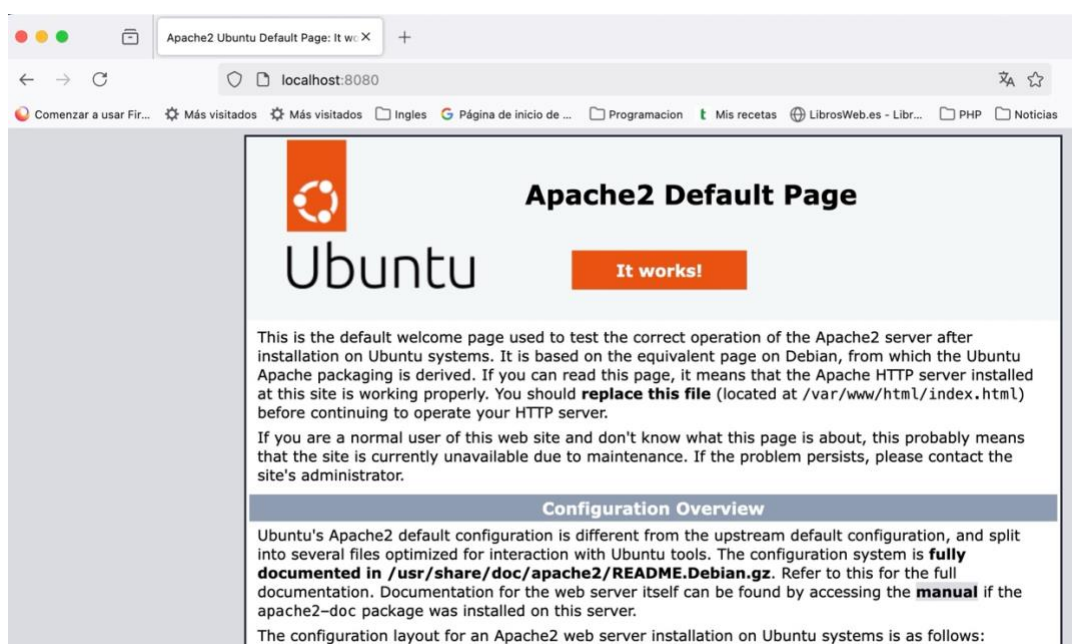 Apache2 Ubuntu Default Page: It wo
localhost:8080
Comenzar a usar Fir... Más visitados Más visitados Ingles Página de inicio de ... Programacion Mis recetas LibrosWeb.es - Libr... PHP Noticias
Apache2 Default Page
Ubuntu
It works!
This is the default welcome page used to test the correct operation of the Apache2 server after
installation on Ubuntu systems. It is based on the equivalent page on Debian, from which the Ubuntu
Apache packaging is derived. If you can read this page, it means that the Apache HTTP server installed
at this site is working properly. You should replace this file (located at /var/www/html/index.html)
before continuing to operate your HTTP server.
If you are a normal user of this web site and don't know what this page is about, this probably means
that the site is currently unavailable due to maintenance. If the problem persists, please contact the
site's administrator.
Configuration Overview
Ubuntu's Apache2 default configuration is different from the upstream default configuration, and split
into several files optimized for interaction with Ubuntu tools. The configuration system is fully
documented in /usr/share/doc/apache2/README.Debian.gz. Refer to this for the full
documentation. Documentation for the web server itself can be found by accessing the manual if the
apache2-doc package was installed on this server.
The configuration layout for an Apache2 web server installation on Ubuntu systems is as follows: